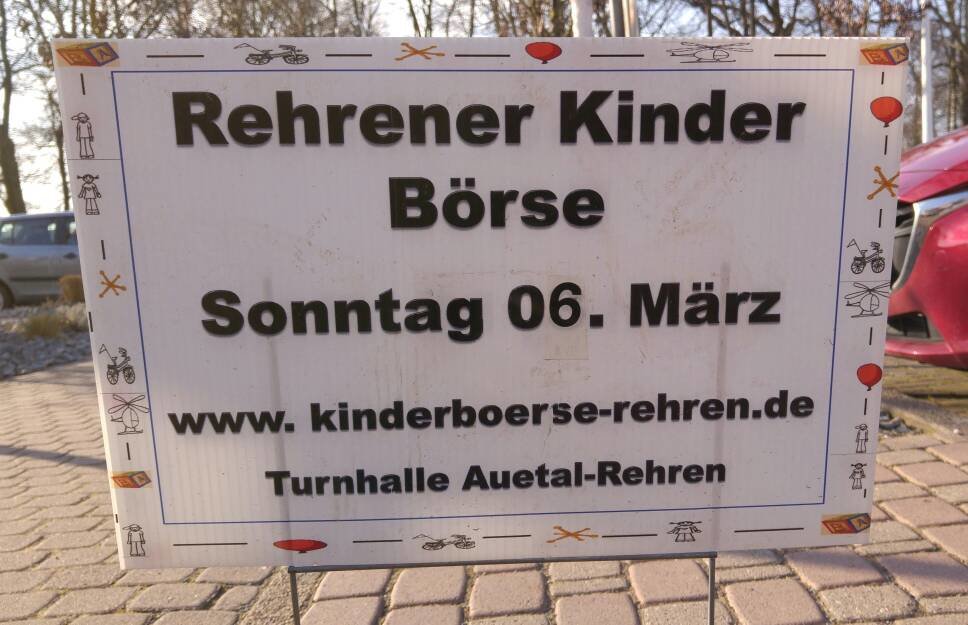 Rehrener Kinder
Börse
Sonntag 06. März
www. kinderboerse-rehren.de
Turnhalle Auetal-Rehren